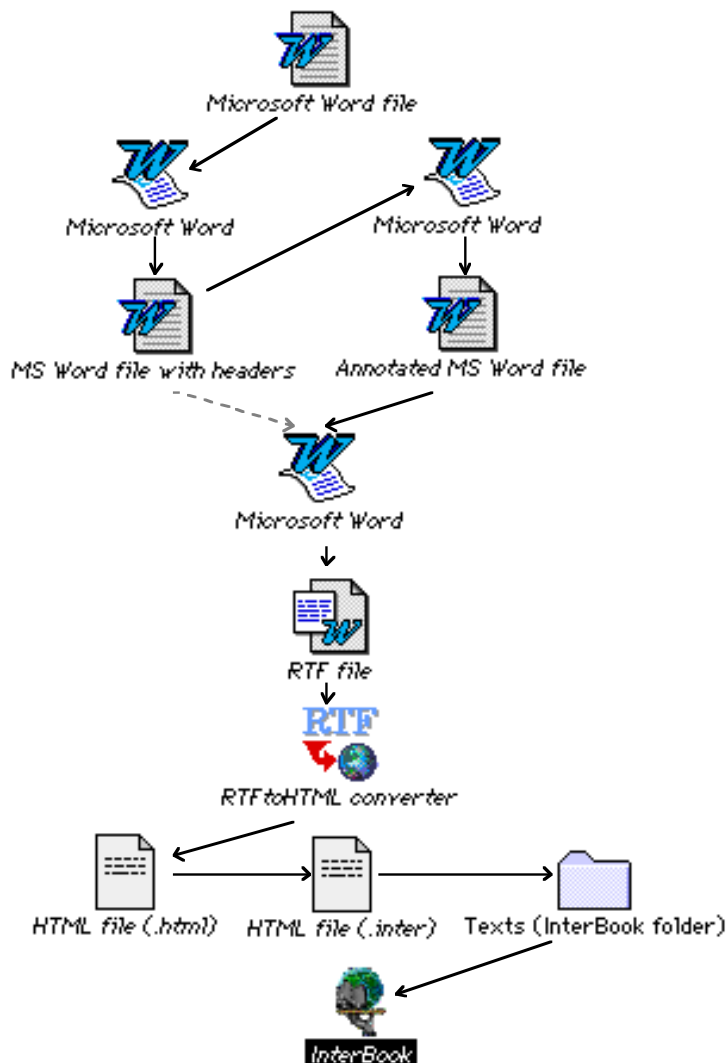 Microsoft Word file
Microsoft Word
Microsoft Word
MS Word file with headers
Annotated MS Word file
Microsoft Word
RTF file
RTF
RTFtoHTML converter
HTML file (.html)
HTML file (.inter)
Texts (InterBook folder)
InterBook